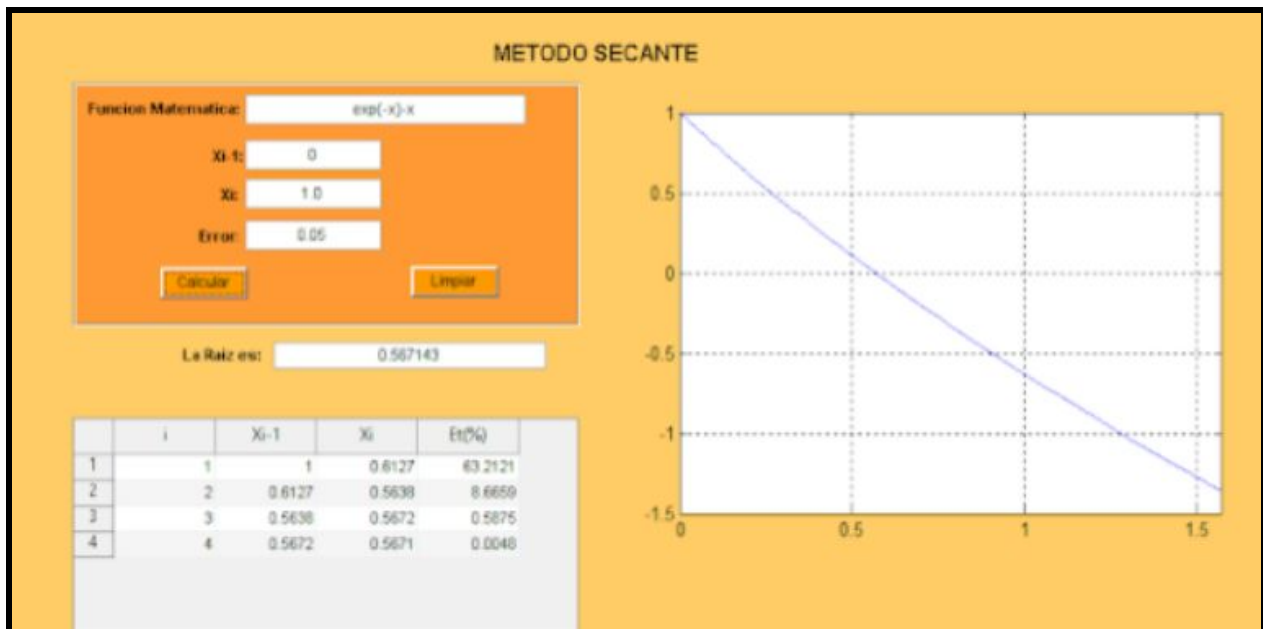 METODO SECANTE
Funcion Matematica: exp(-x)-x
Xi-1: 0
Xi: 1.0
Error: 0.05
Calcular Limpiar
La Raiz es: 0.567143
i Xi-1 Xi Et(%)
1 1 1 0.6127 63.2121
2 2 0.6127 0.5638 8.6659
3 3 0.5638 0.5672 0.5875
4 4 0.5672 0.5671 0.0048
1
0.5
0
-0.5
-1
-1.5
0 0.5 1 1.5